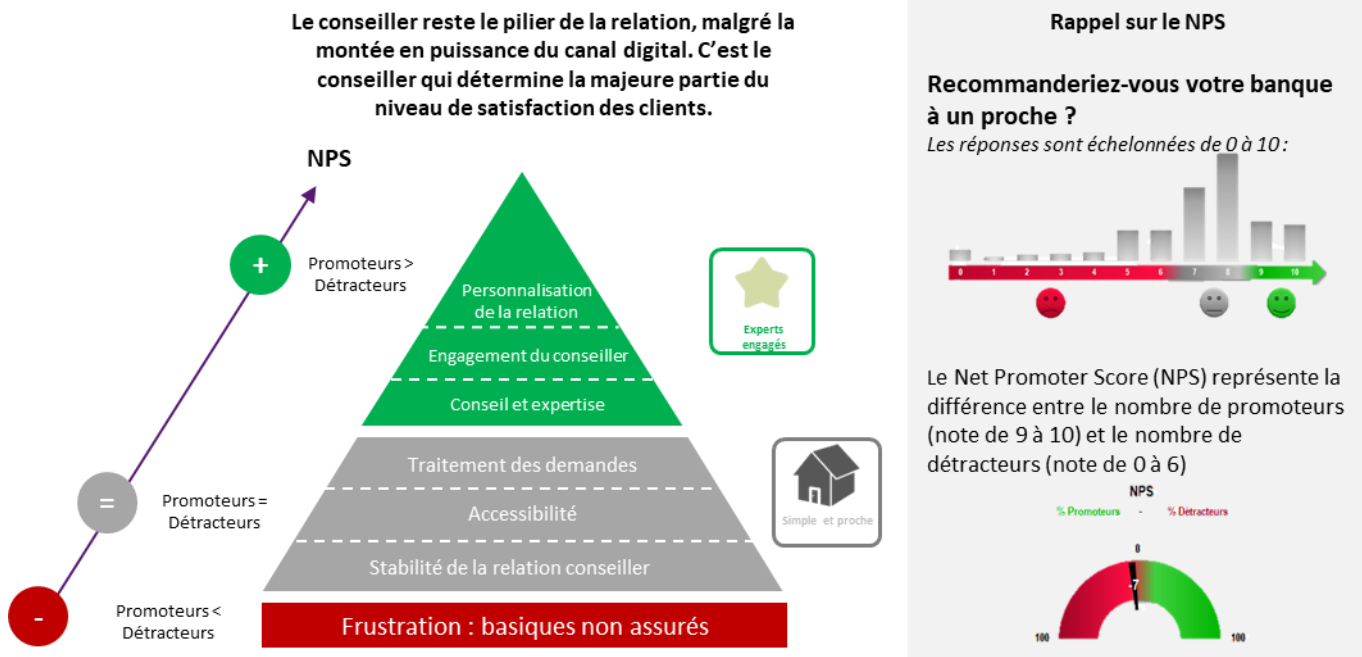 Le conseiller reste le pilier de la relation, malgré la
montée en puissance du canal digital. C'est le
conseiller qui détermine la majeure partie du
niveau de satisfaction des clients.
NPS
+
Promoteurs >
Détracteurs
=
Promoteurs =
Détracteurs
-
Promoteurs <
Détracteurs
Personnalisation
de la relation
Engagement du conseiller
Conseil et expertise
Traitement des demandes
Accessibilité
Stabilité de la relation conseiller
Frustration : basiques non assurés
Experts
engagés
Simple et proche
Rappel sur le NPS
Recommanderiez-vous votre banque
à un proche ?
Les réponses sont échelonnées de 0 à 10 :
0 1 2 3 4 5 6 7 8 9 10
Le Net Promoter Score (NPS) représente la
différence entre le nombre de promoteurs
(note de 9 à 10) et le nombre de
détracteurs (note de 0 à 6)
NPS
% Promoteurs - % Détracteurs
0
-7
100 100